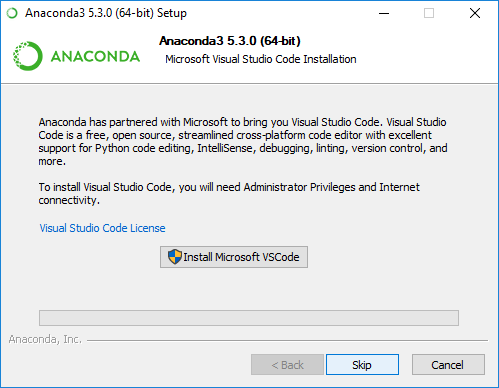 Anaconda3 5.3.0 (64-bit) Setup
ANACONDA
Anaconda3 5.3.0 (64-bit)
Microsoft Visual Studio Code Installation
Anaconda has partnered with Microsoft to bring you Visual Studio Code. Visual Studio
Code is a free, open source, streamlined cross-platform code editor with excellent
support for Python code editing, IntelliSense, debugging, linting, version control, and
more.
To install Visual Studio Code, you will need Administrator Privileges and Internet
connectivity.
Visual Studio Code License
Install Microsoft VSCode
Anaconda, Inc.
< Back
Skip
Cancel